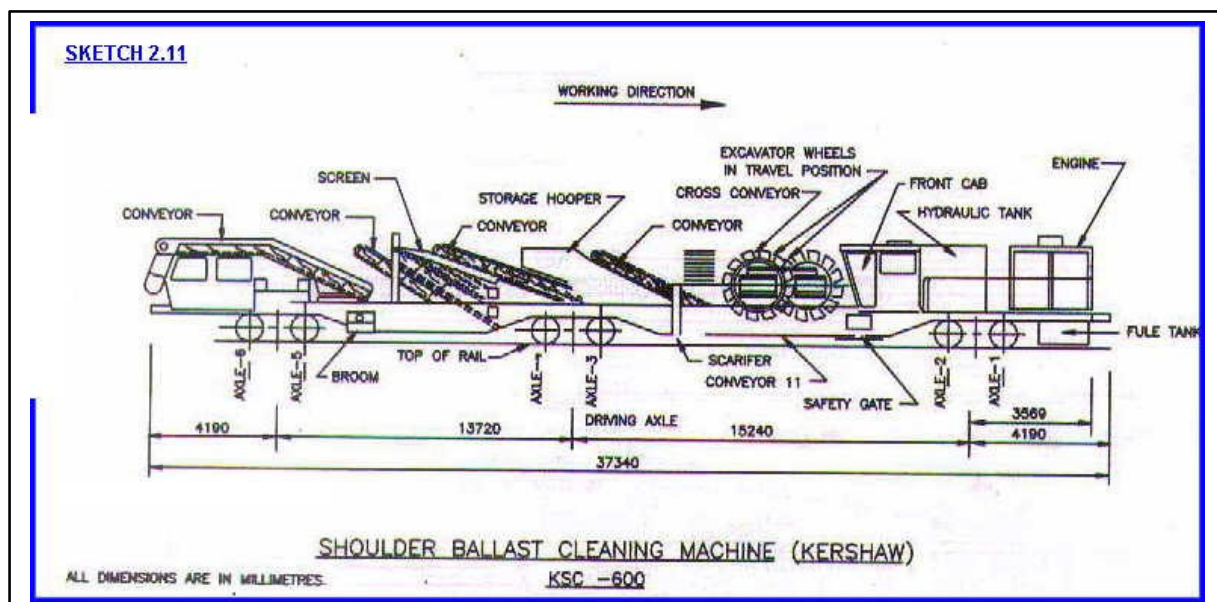 SKETCH 2.11
WORKING DIRECTION
EXCAVATOR WHEELS
IN TRAVEL POSITION
ENGINE
SCREEN
CROSS CONVEYOR
FRONT CAB
STORAGE HOOPER
HYDRAULIC TANK
CONVEYOR
CONVEYOR
CONVEYOR
CONVEYOR
FULE TANK
TOP OF RAIL
SCARIFER
BROOM
CONVEYOR 11
SAFETY GATE
AXLE-6
AXLE-5
AXLE-3
AXLE-2
AXLE-1
DRIVING AXLE
3569
4190
13720
15240
4190
37340
SHOULDER BALLAST CLEANING MACHINE (KERSHAW)
KSC -600
ALL DIMENSIONS ARE IN MILLIMETRES.